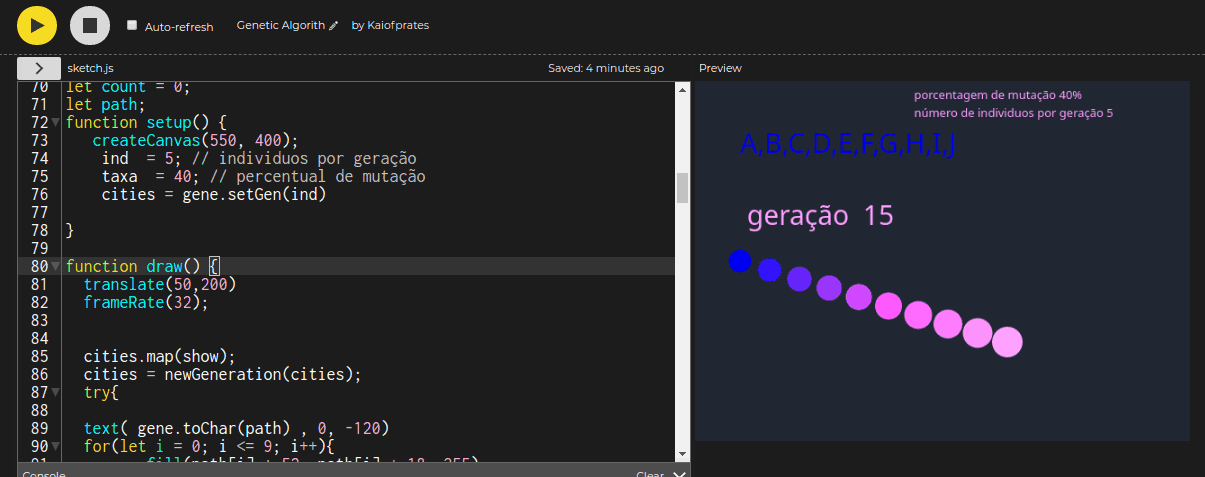 Auto-refresh Genetic Algorith by Kaiofprates
sketch.js Saved: 4 minutes ago Preview
70 let count = 0;
71 let path;
72 function setup() {
73 createCanvas(550, 400);
74 ind = 5; // individuos por geração
75 taxa = 40; // percentual de mutação
76 cities = gene.setGen(ind)
77
78 }
79
80 function draw() {
81 translate(50,200)
82 frameRate(32);
83
84
85 cities.map(show);
86 cities = newGeneration(cities);
87 try{
88
89 text( gene.toChar(path) , 0, -120)
90 for(let i = 0; i <= 9; i++){
Console Clear
porcentagem de mutação 40%
número de individuos por geração 5
A,B,C,D,E,F,G,H,I,J
geração 15